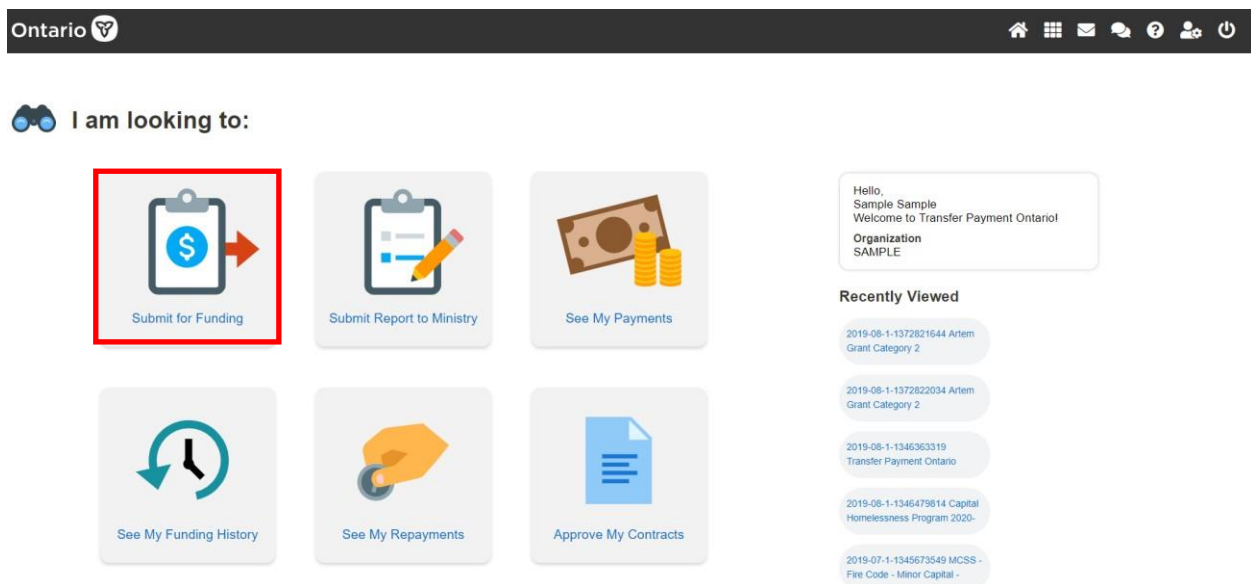 Ontario
I am looking to:
$
Submit for Funding
Submit Report to Ministry
See My Payments
See My Funding History
See My Repayments
Approve My Contracts
Hello,
Sample Sample
Welcome to Transfer Payment Ontario!
Organization
SAMPLE
Recently Viewed
2019-08-1-1372821644 Artem
Grant Category 2
2019-08-1-1372822034 Artem
Grant Category 2
2019-08-1-1346363319
Transfer Payment Ontario
2019-08-1-1346479814 Capital
Homelessness Program 2020-
2019-07-1-1345673549 MCSS -
Fire Code - Minor Capital -